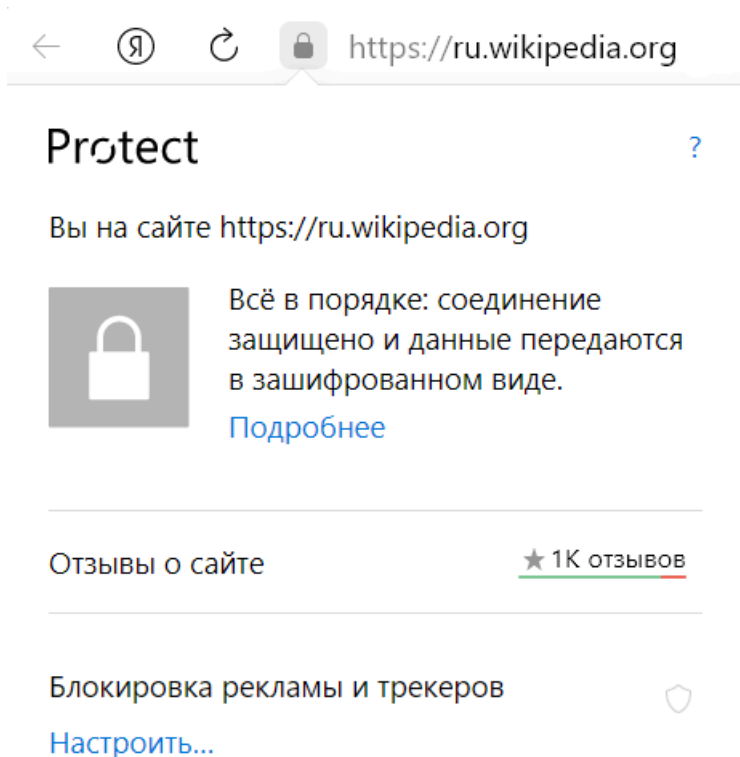 Я https://ru.wikipedia.org
Protect ?
Вы на сайте https://ru.wikipedia.org
Всё в порядке: соединение
защищено и данные передаются
в зашифрованном виде.
Подробнее
Отзывы о сайте ★ 1K отзывов
Блокировка рекламы и трекеров
Настроить...